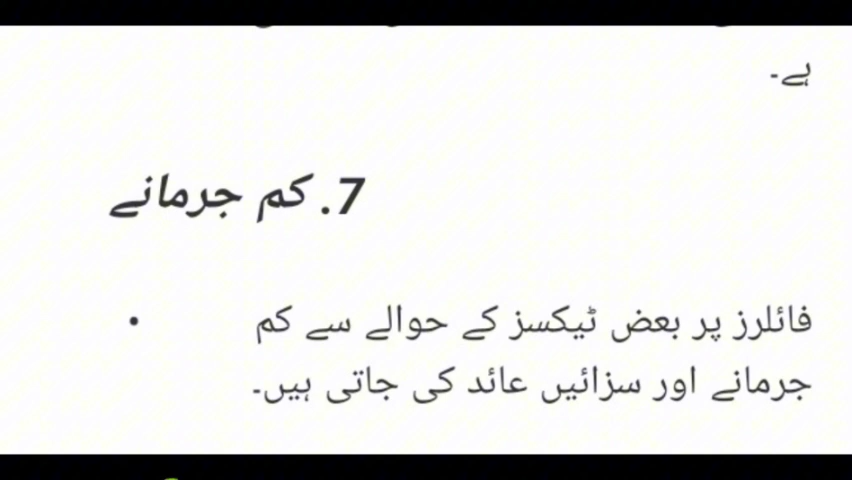 ہے۔
7. کم جرمانے
• فائلرز پر بعض ٹیکسز کے حوالے سے کم
جرمانے اور سزائیں عائد کی جاتی ہیں۔